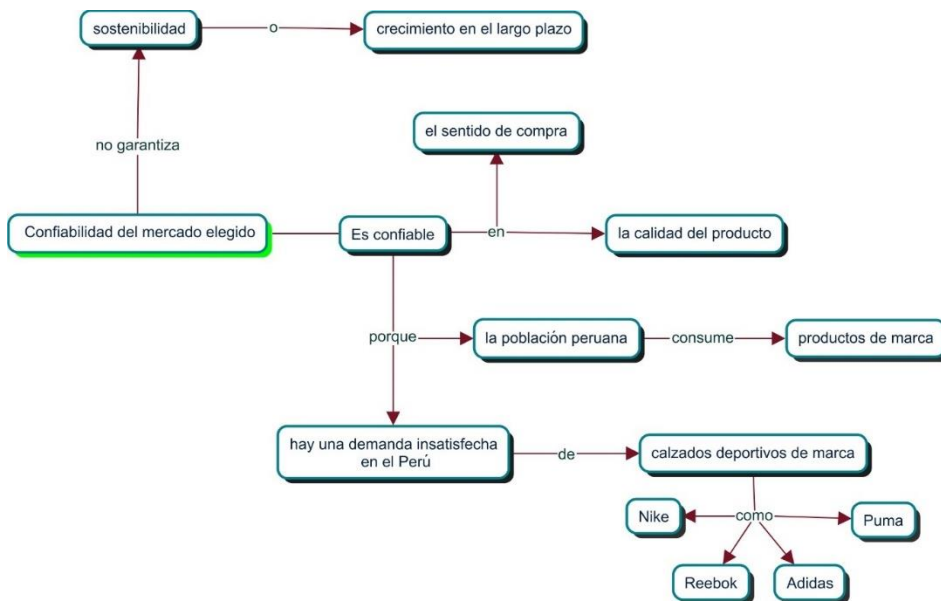 sostenibilidad
o
crecimiento en el largo plazo
el sentido de compra
no garantiza
Confiabilidad del mercado elegido
Es confiable
en
la calidad del producto
porque
la población peruana
consume
productos de marca
hay una demanda insatisfecha
en el Perú
de
calzados deportivos de marca
Nike
como
Puma
Reebok
Adidas